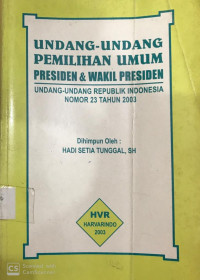 UNDANG-UNDANG
PEMILIHAN UMUM
PRESIDEN & WAKIL PRESIDEN
UNDANG-UNDANG REPUBLIK INDONESIA
NOMOR 23 TAHUN 2003
Dihimpun Oleh :
HADI SETIA TUNGGAL, SH
HVR
HARVARINDO
2003
CS